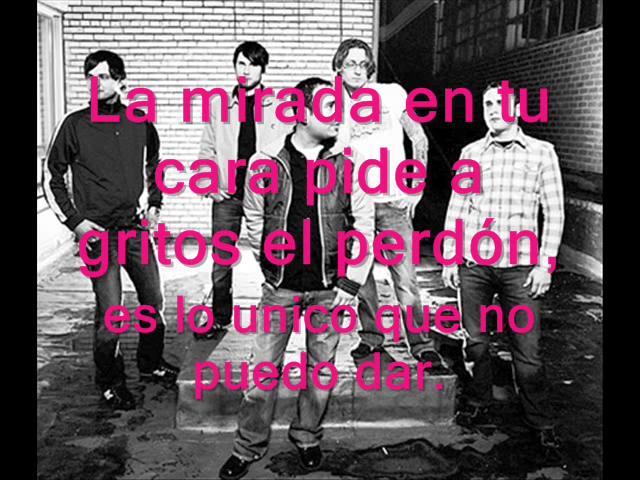 La mirada en tu
cara pide a
gritos el perdón,
es lo unico que no
puedo dar.